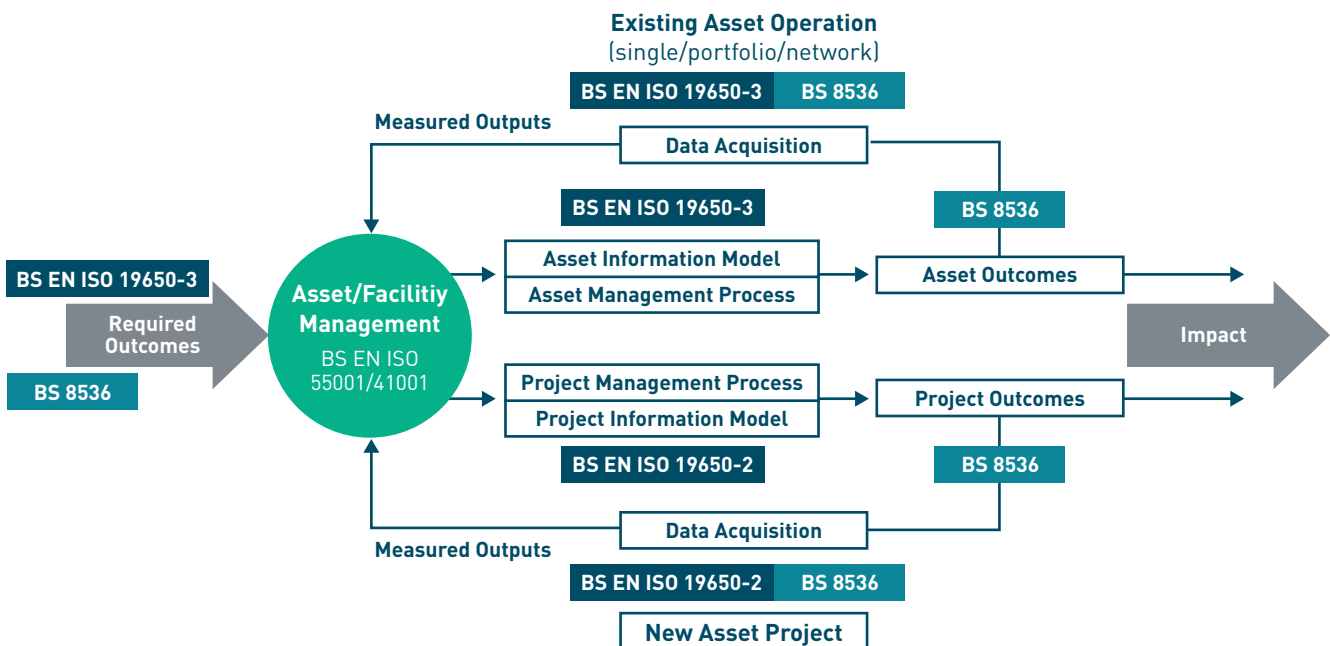 Existing Asset Operation
(single/portfolio/network)
BS EN ISO 19650-3 BS 8536
Measured Outputs
Data Acquisition
BS EN ISO 19650-3
BS 8536
BS EN ISO 19650-3
Required
Outcomes
BS 8536
Asset/Facilitiy
Management
BS EN ISO
55001/41001
Asset Information Model
Asset Management Process
Asset Outcomes
Impact
Project Management Process
Project Information Model
Project Outcomes
BS EN ISO 19650-2
BS 8536
Data Acquisition
Measured Outputs
BS EN ISO 19650-2 BS 8536
New Asset Project